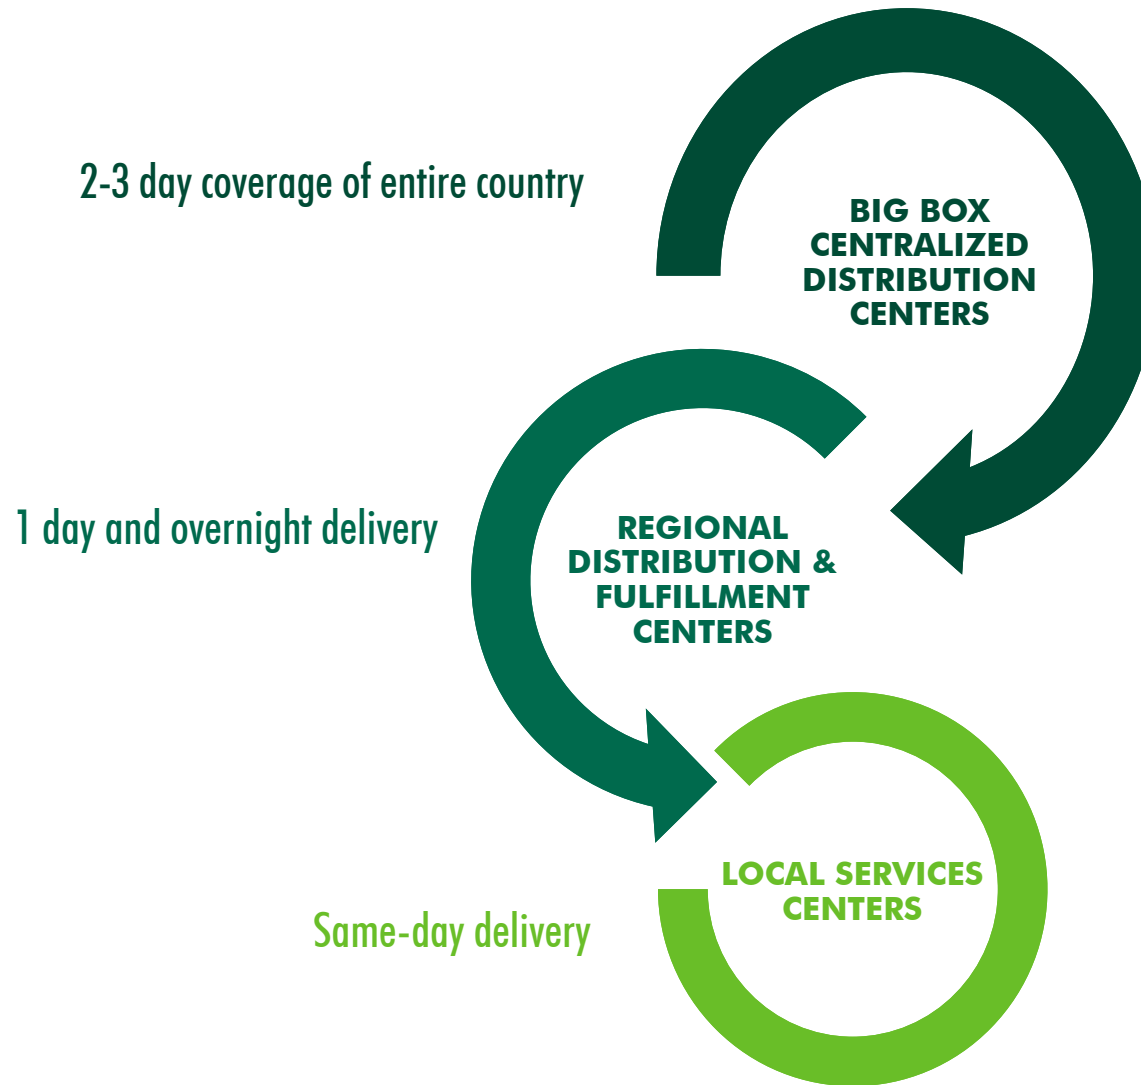 2-3 day coverage of entire country
BIG BOX
CENTRALIZED
DISTRIBUTION
CENTERS
1 day and overnight delivery
REGIONAL
DISTRIBUTION &
FULFILLMENT
CENTERS
LOCAL SERVICES
CENTERS
Same-day delivery